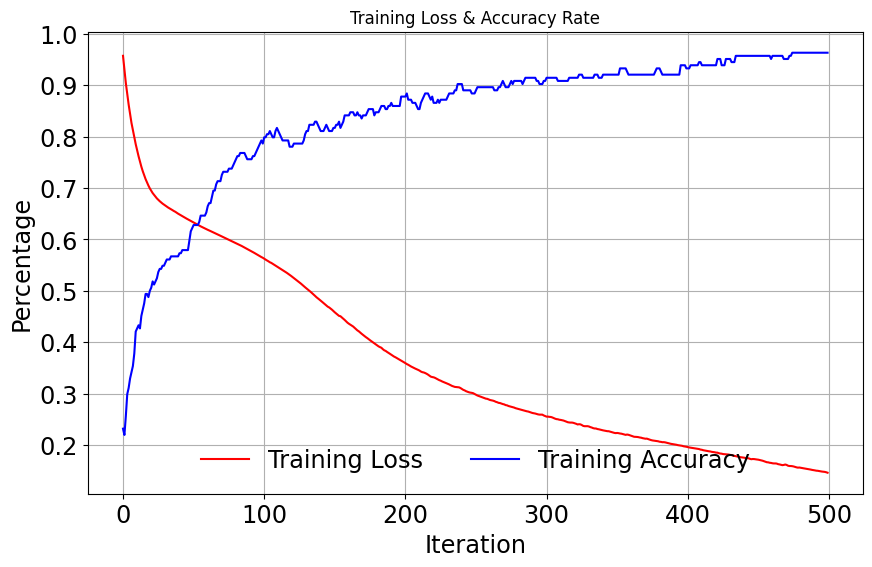 Training Loss & Accuracy Rate
1.0
0.9
0.8
0.7
0.6
0.5
0.4
0.3
0.2
Percentage
Training Loss
Training Accuracy
0 100 200 300 400 500
Iteration